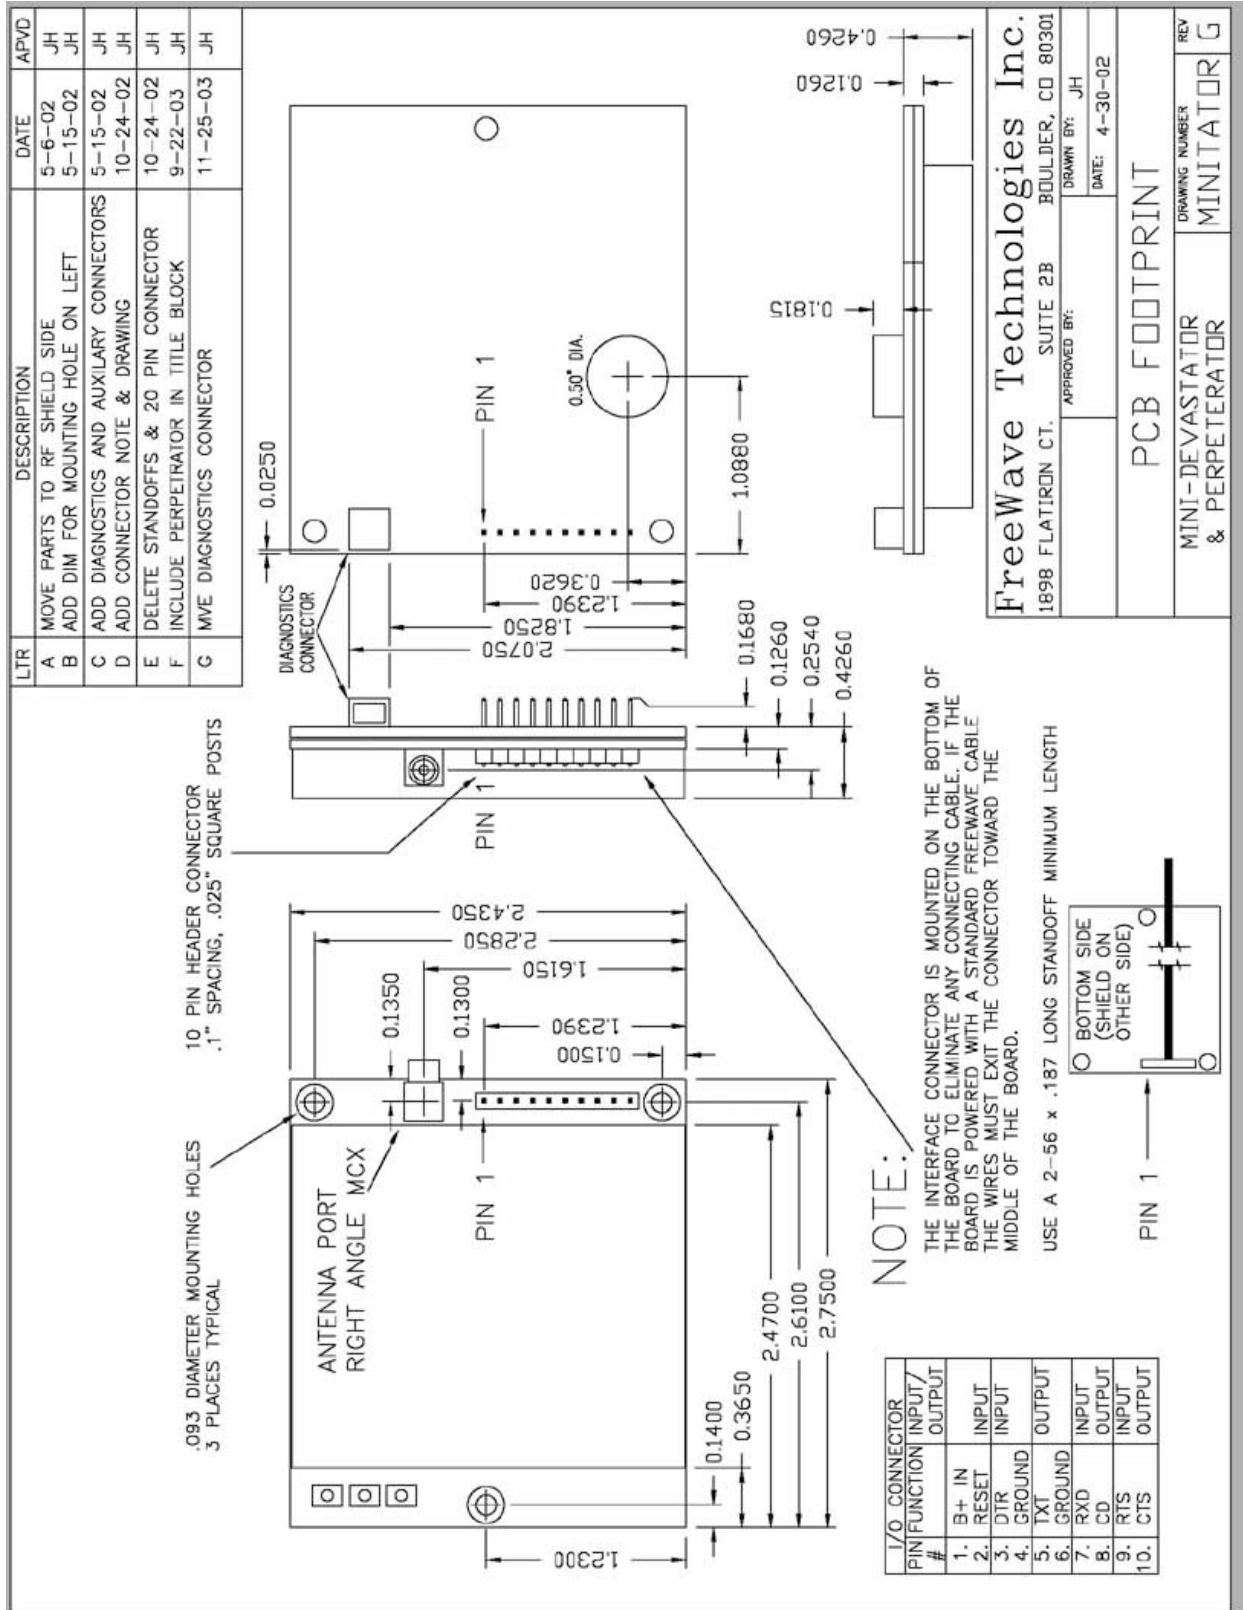 LTR DESCRIPTION DATE APVD
A MOVE PARTS TO RF SHIELD SIDE 5-6-02 JH
B ADD DIM FOR MOUNTING HOLE ON LEFT 5-15-02 JH
C ADD DIAGNOSTICS AND AUXILARY CONNECTORS 5-15-02 JH
D ADD CONNECTOR NOTE & DRAWING 10-24-02 JH
E DELETE STANDOFFS & 20 PIN CONNECTOR 10-24-02 JH
F INCLUDE PERPETRATOR IN TITLE BLOCK 9-22-03 JH
G MVE DIAGNOSTICS CONNECTOR 11-25-03 JH
.093 DIAMETER MOUNTING HOLES
3 PLACES TYPICAL
10 PIN HEADER CONNECTOR
.1" SPACING, .025" SQUARE POSTS
DIAGNOSTICS
CONNECTOR
0.0250
ANTENNA PORT
RIGHT ANGLE MCX
PIN 1
0.1350
0.1300
2.4350
2.2850
1.6150
1.2390
0.1500
1.2300
0.1400
0.3650
2.4700
2.6100
2.7500
PIN 1
0.1680
0.1260
0.2540
0.4260
2.0750
1.8250
1.2390
0.3620
PIN 1
0.50" DIA.
1.0880
0.1815
0.1260
0.4260
NOTE:
THE INTERFACE CONNECTOR IS MOUNTED ON THE BOTTOM OF
THE BOARD TO ELIMINATE ANY CONNECTING CABLE. IF THE
BOARD IS POWERED WITH A STANDARD FREEWAVE CABLE
THE WIRES MUST EXIT THE CONNECTOR TOWARD THE
MIDDLE OF THE BOARD.
USE A 2-56 x .187 LONG STANDOFF MINIMUM LENGTH
PIN 1
BOTTOM SIDE
(SHIELD ON
OTHER SIDE)
I/O CONNECTOR
PIN # FUNCTION INPUT/OUTPUT
1. B+ IN
2. RESET INPUT
3. DTR INPUT
4. GROUND
5. TXT OUTPUT
6. GROUND
7. RXD INPUT
8. CD OUTPUT
9. RTS INPUT
10. CTS OUTPUT
FreeWave Technologies Inc.
1898 FLATIRON CT. SUITE 2B BOULDER, CO 80301
APPROVED BY:
DRAWN BY: JH
DATE: 4-30-02
PCB FOOTPRINT
MINI-DEVASTATOR
& PERPETERATOR
DRAWING NUMBER
MINITATOR
REV
G